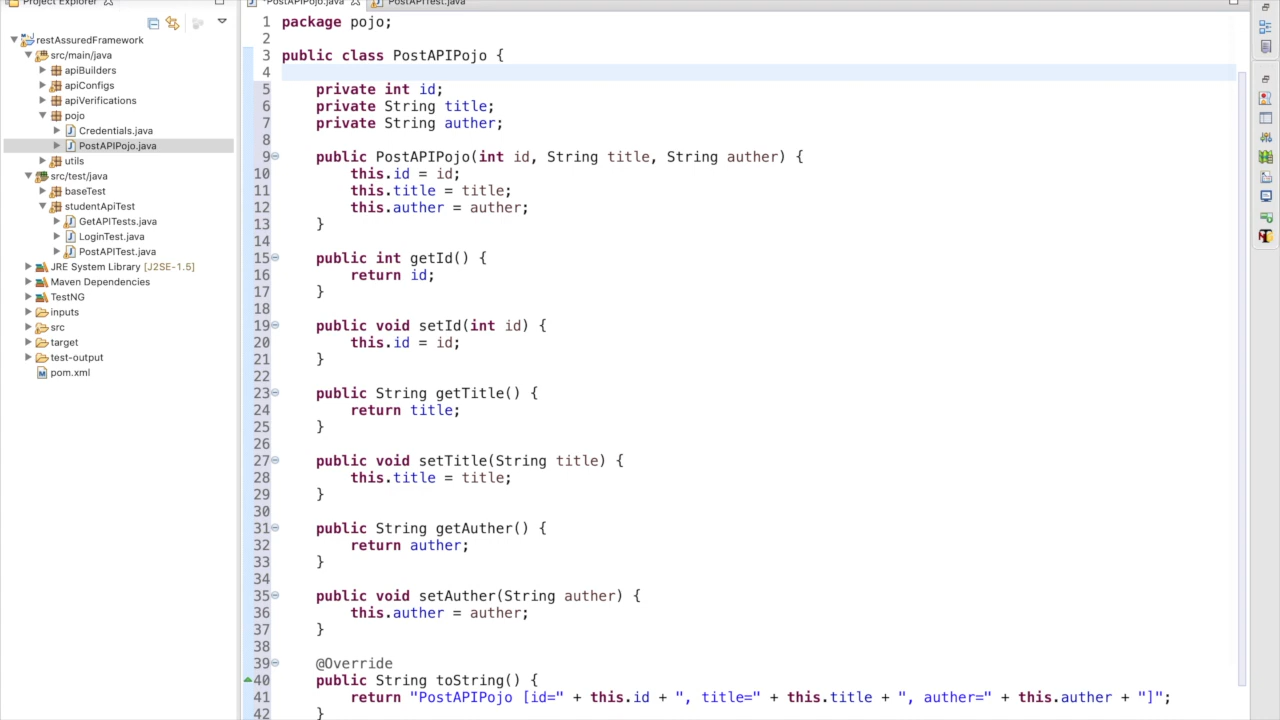 Project Explorer
restAssuredFramework
src/main/java
apiBuilders
apiConfigs
apiVerifications
pojo
Credentials.java
PostAPIPojo.java
utils
src/test/java
baseTest
studentApiTest
GetAPITests.java
LoginTest.java
PostAPITest.java
JRE System Library [J2SE-1.5]
Maven Dependencies
TestNG
inputs
src
target
test-output
pom.xml
*PostAPIPojo.java PostAPITest.java
1 package pojo;
2
3 public class PostAPIPojo {
4
5 private int id;
6 private String title;
7 private String auther;
8
9 public PostAPIPojo(int id, String title, String auther) {
10 this.id = id;
11 this.title = title;
12 this.auther = auther;
13 }
14
15 public int getId() {
16 return id;
17 }
18
19 public void setId(int id) {
20 this.id = id;
21 }
22
23 public String getTitle() {
24 return title;
25 }
26
27 public void setTitle(String title) {
28 this.title = title;
29 }
30
31 public String getAuther() {
32 return auther;
33 }
34
35 public void setAuther(String auther) {
36 this.auther = auther;
37 }
38
39 @Override
40 public String toString() {
41 return "PostAPIPojo [id=" + this.id + ", title=" + this.title + ", auther=" + this.auther + "]";
42 }